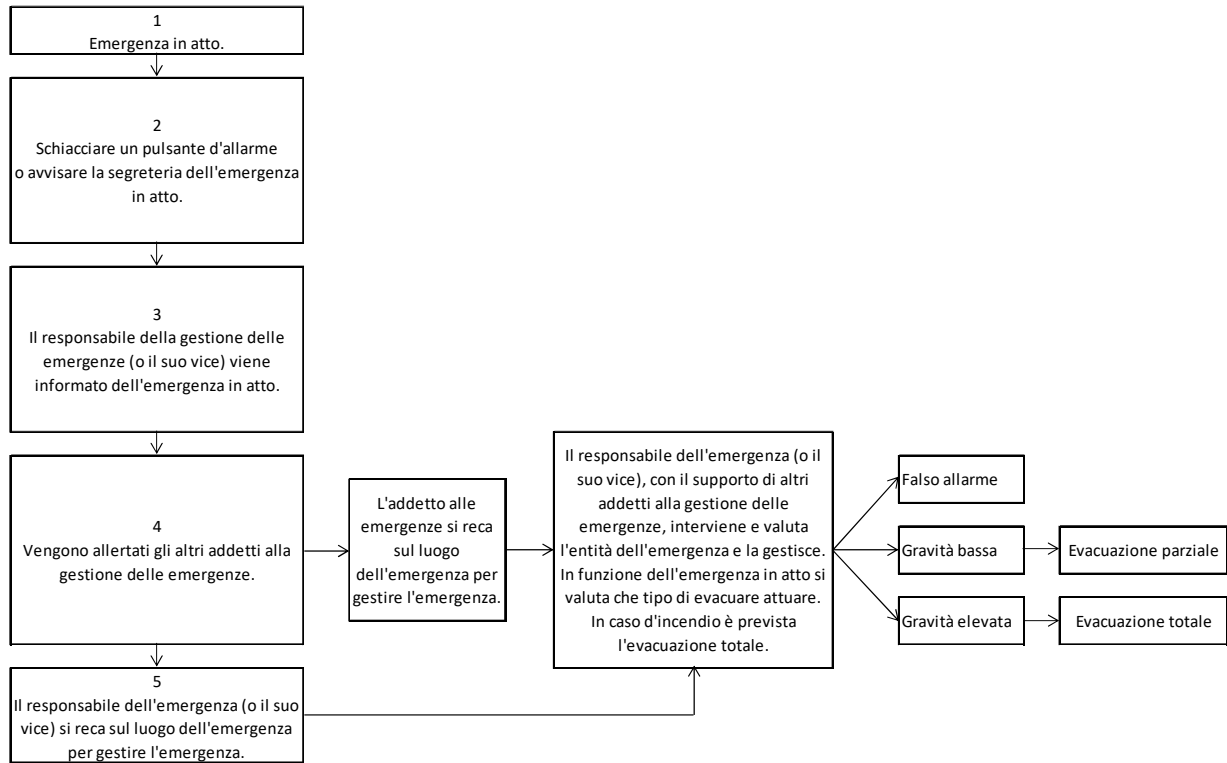 1
Emergenza in atto.
2
Schiacciare un pulsante d'allarme
o avvisare la segreteria dell'emergenza
in atto.
3
Il responsabile della gestione delle
emergenze (o il suo vice) viene
informato dell'emergenza in atto.
4
Vengono allertati gli altri addetti alla
gestione delle emergenze.
5
Il responsabile dell'emergenza (o il suo
vice) si reca sul luogo dell'emergenza
per gestire l'emergenza.
L'addetto alle
emergenze si reca
sul luogo
dell'emergenza per
gestire l'emergenza.
Il responsabile dell'emergenza (o il
suo vice), con il supporto di altri
addetti alla gestione delle
emergenze, interviene e valuta
l'entità dell'emergenza e la gestisce.
In funzione dell'emergenza in atto si
valuta che tipo di evacuare attuare.
In caso d'incendio è prevista
l'evacuazione totale.
Falso allarme
Gravità bassa
Evacuazione parziale
Gravità elevata
Evacuazione totale